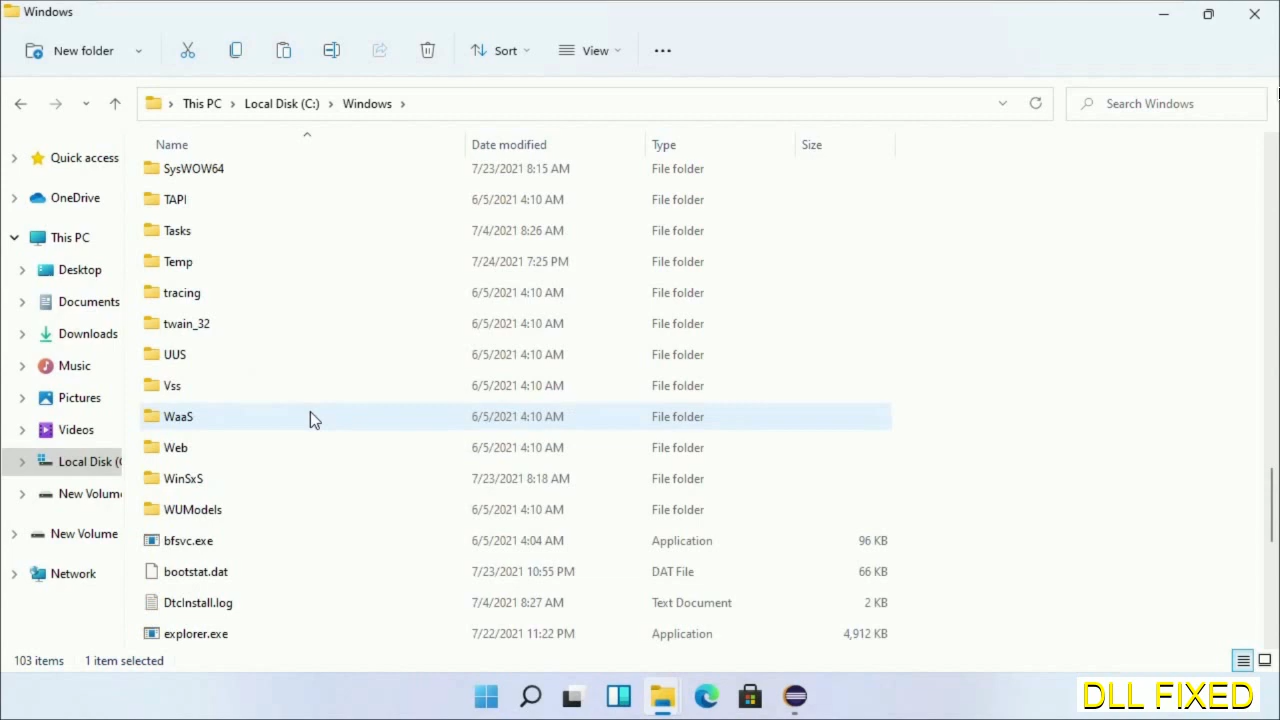 Windows
New folder
Sort
View
This PC > Local Disk (C:) > Windows >
Search Windows
Name Date modified Type Size
SysWOW64 7/23/2021 8:15 AM File folder
TAPI 6/5/2021 4:10 AM File folder
Tasks 7/4/2021 8:26 AM File folder
Temp 7/24/2021 7:25 PM File folder
tracing 6/5/2021 4:10 AM File folder
twain_32 6/5/2021 4:10 AM File folder
UUS 6/5/2021 4:10 AM File folder
Vss 6/5/2021 4:10 AM File folder
WaaS 6/5/2021 4:10 AM File folder
Web 6/5/2021 4:10 AM File folder
WinSxS 7/23/2021 8:18 AM File folder
WUModels 6/5/2021 4:10 AM File folder
bfsvc.exe 6/5/2021 4:04 AM Application 96 KB
bootstat.dat 7/23/2021 10:55 PM DAT File 66 KB
DtcInstall.log 7/4/2021 8:27 AM Text Document 2 KB
explorer.exe 7/22/2021 11:22 PM Application 4,912 KB
Quick access
OneDrive
This PC
Desktop
Documents
Downloads
Music
Pictures
Videos
Local Disk (C
New Volum
New Volume
Network
103 items 1 item selected
DLL FIXED